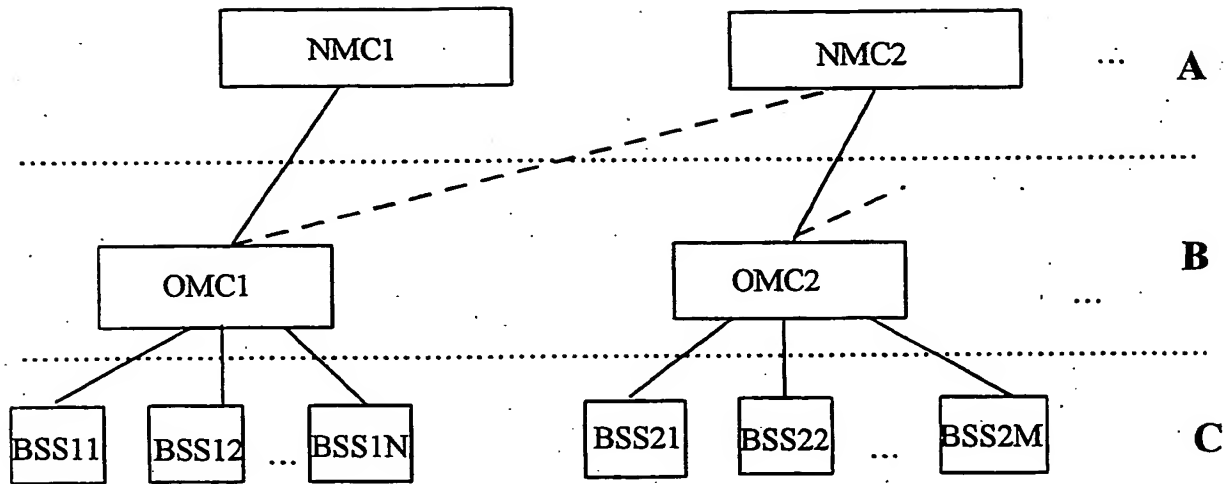 NMC1 NMC2 ... A
OMC1 OMC2 ... B
BSS11 BSS12 ... BSS1N BSS21 BSS22 ... BSS2M C